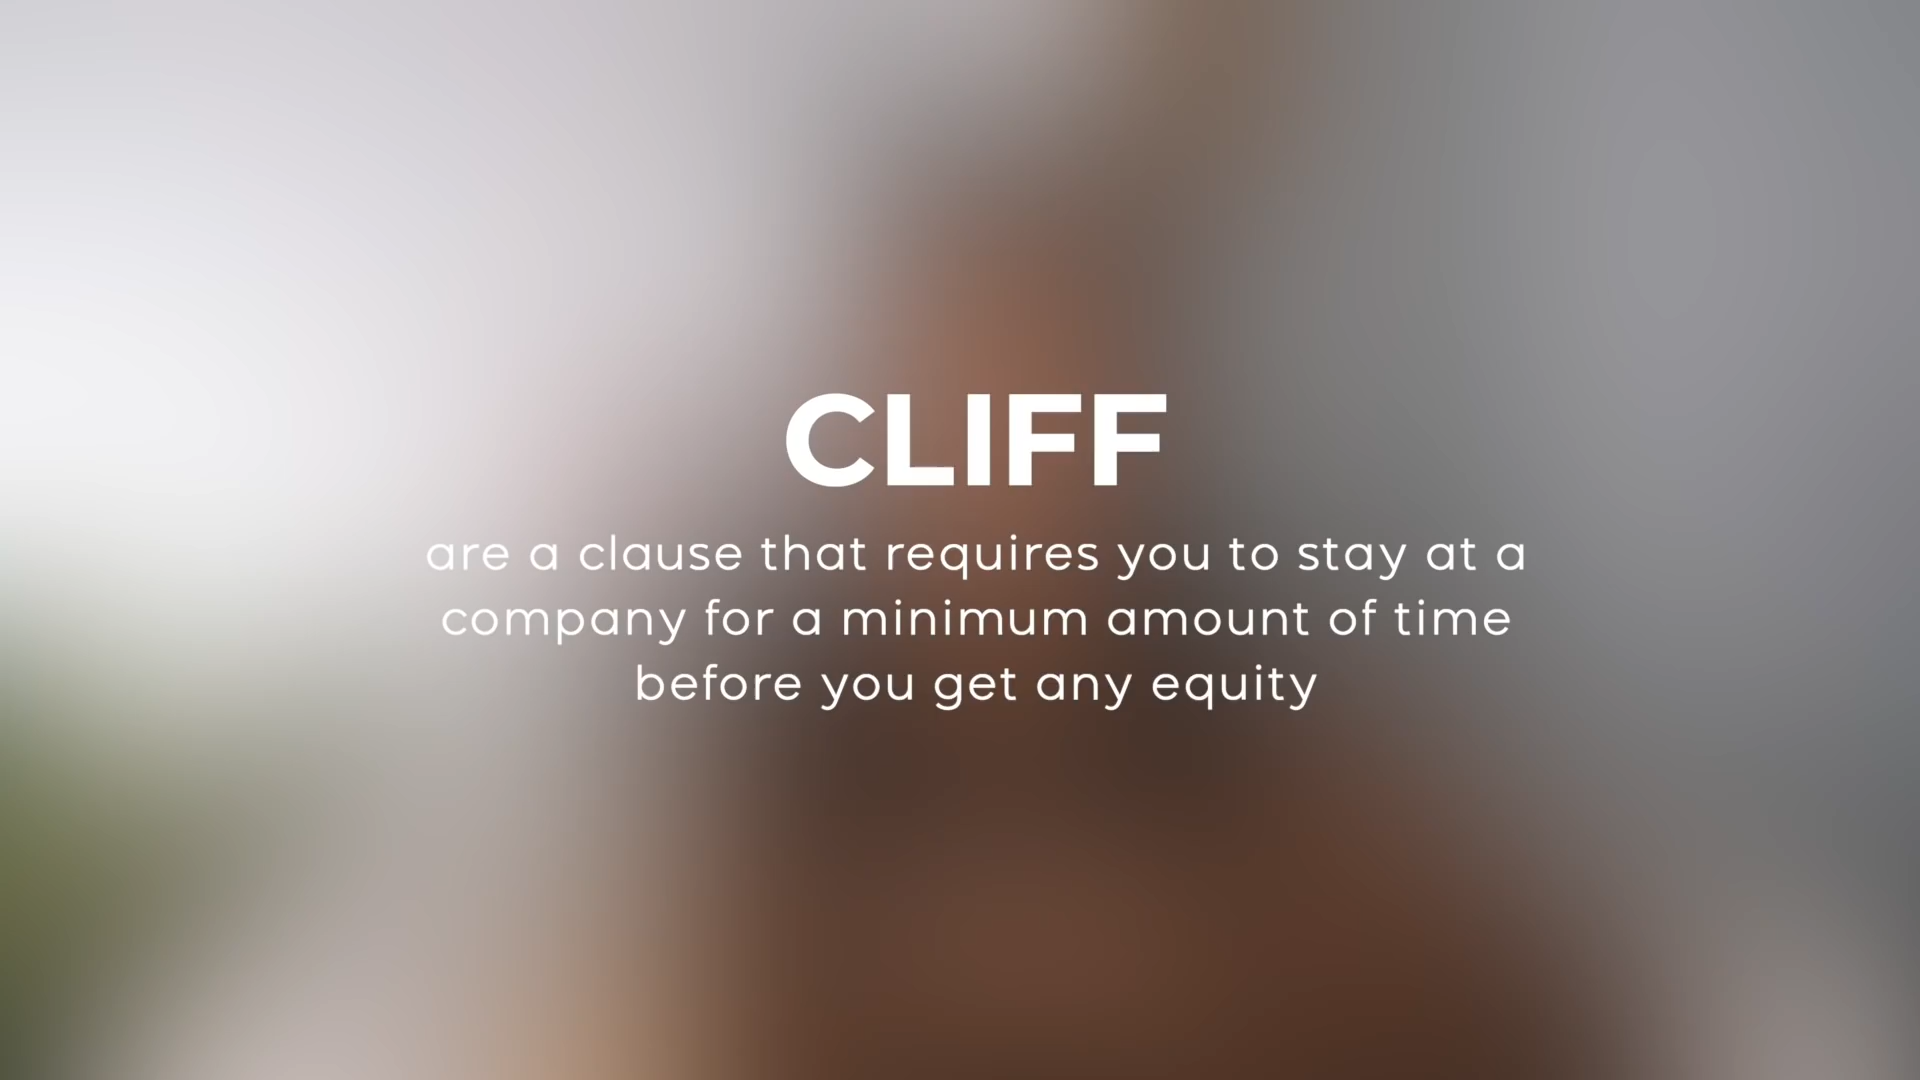 CLIFF
are a clause that requires you to stay at a
company for a minimum amount of time
before you get any equity